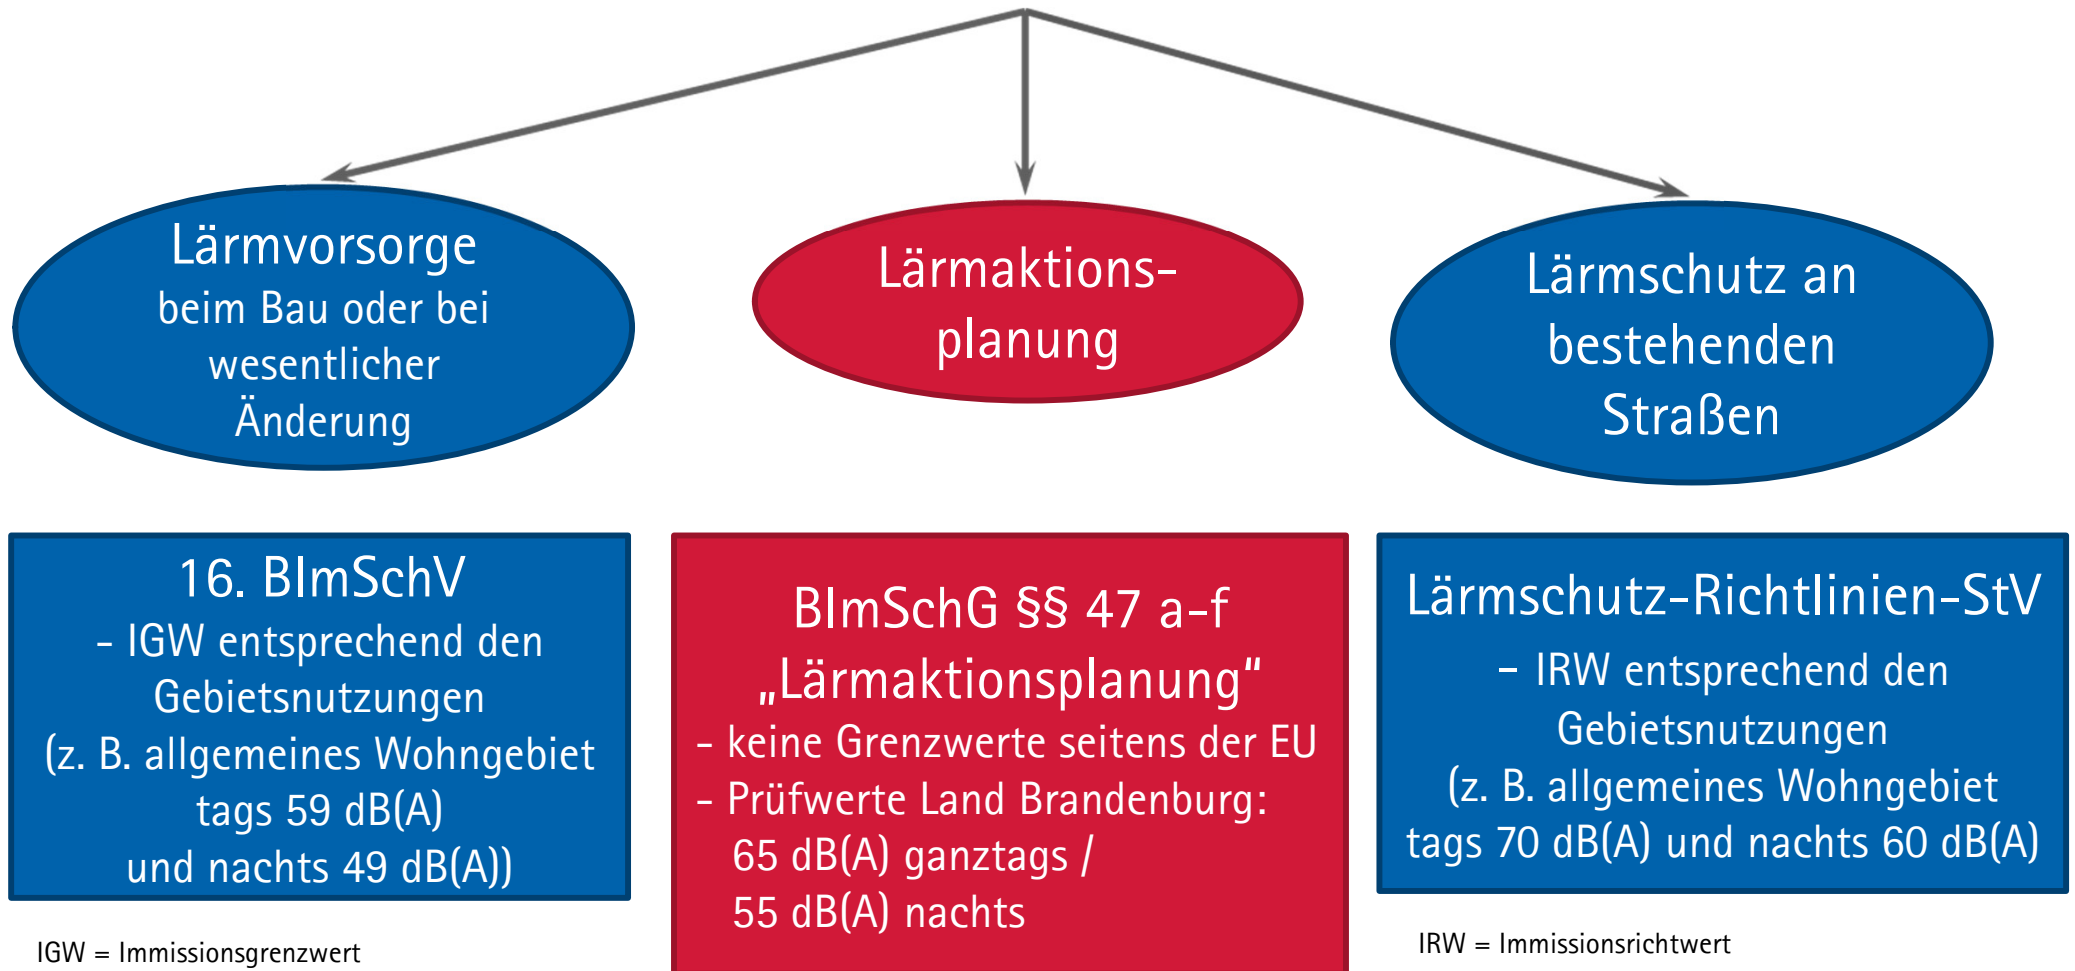 Lärmvorsorge
beim Bau oder bei
wesentlicher
Änderung
Lärmaktions-
planung
Lärmschutz an
bestehenden
Straßen
16. BImSchV
- IGW entsprechend den
Gebietsnutzungen
(z. B. allgemeines Wohngebiet
tags 59 dB(A)
und nachts 49 dB(A))
IGW = Immissionsgrenzwert
BImSchG §§ 47 a-f
„Lärmaktionsplanung“
- keine Grenzwerte seitens der EU
- Prüfwerte Land Brandenburg:
65 dB(A) ganztags /
55 dB(A) nachts
Lärmschutz-Richtlinien-StV
- IRW entsprechend den
Gebietsnutzungen
(z. B. allgemeines Wohngebiet
tags 70 dB(A) und nachts 60 dB(A)
IRW = Immissionsrichtwert